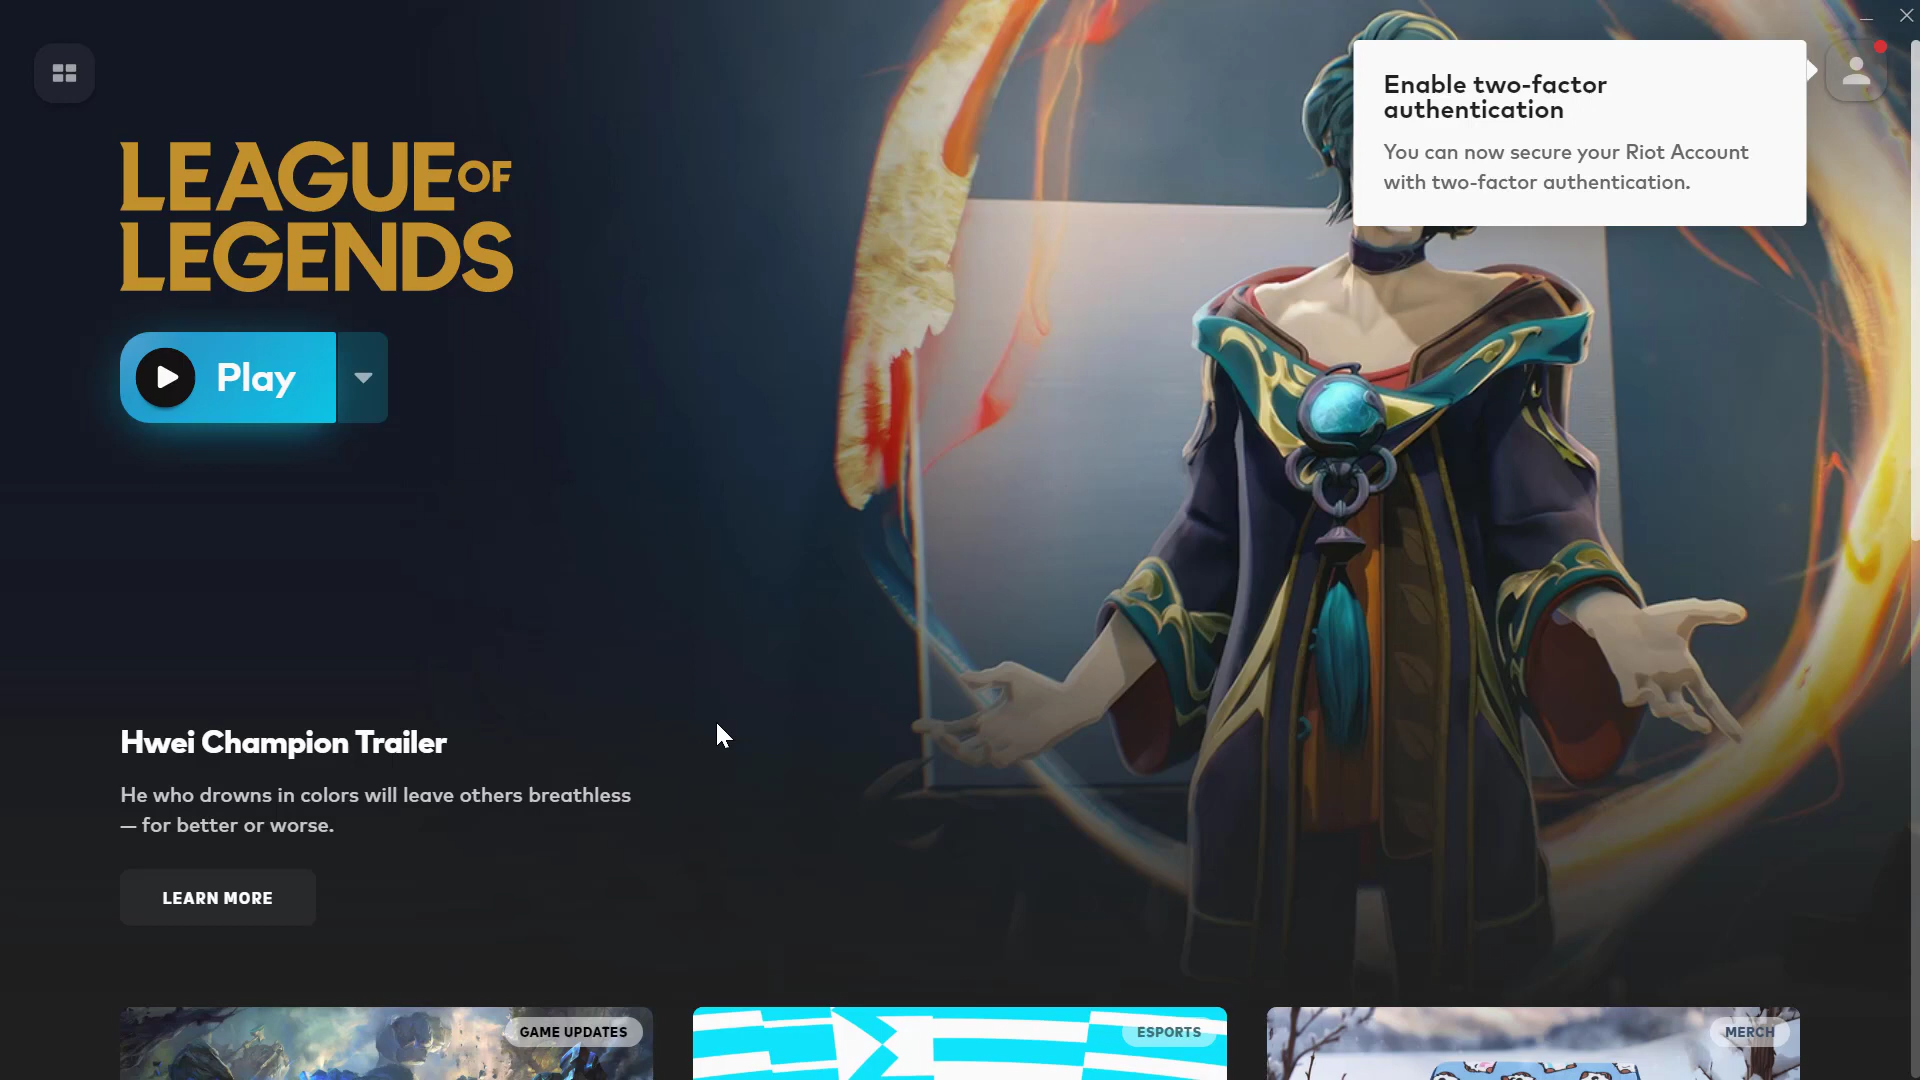 Enable two-factor
authentication
You can now secure your Riot Account
with two-factor authentication.
LEAGUE OF
LEGENDS
Play
Hwei Champion Trailer
He who drowns in colors will leave others breathless
— for better or worse.
LEARN MORE
GAME UPDATES
ESPORTS
MERCH